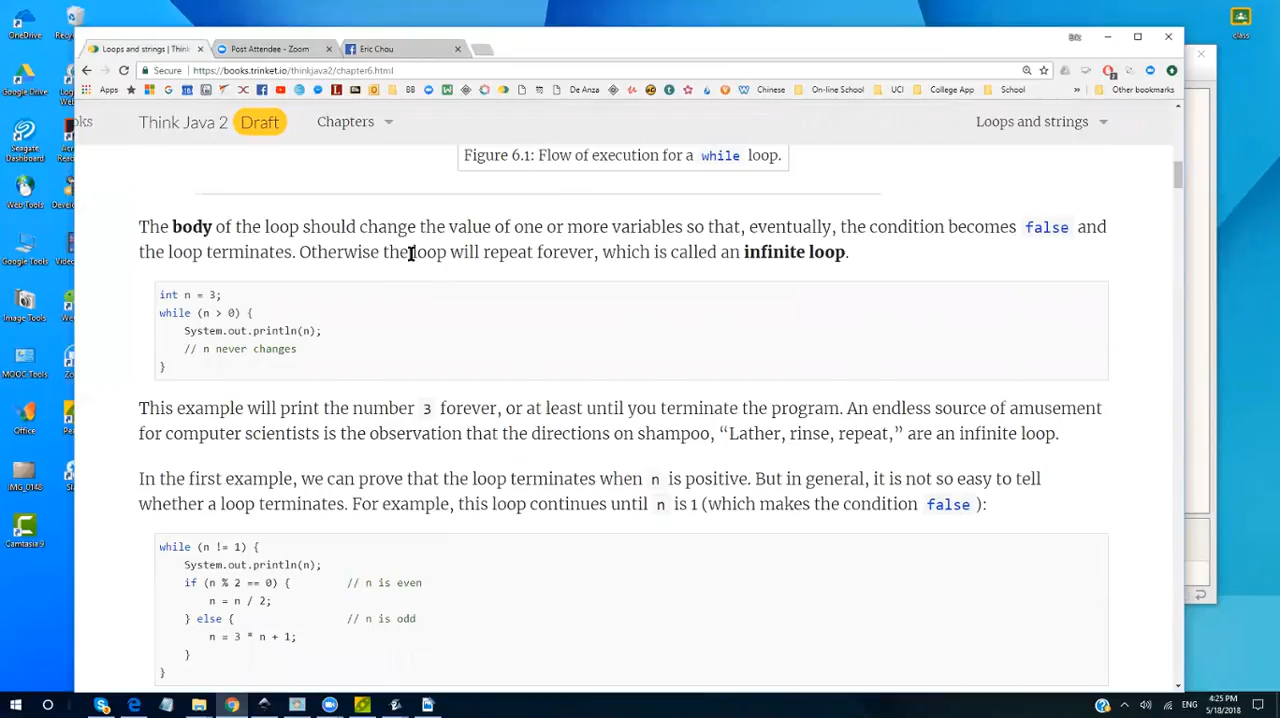 OneDrive
class
Loops and strings | Think
Post Attendee - Zoom
Eric Chou
Secure
https://books.trinket.io/thinkjava2/chapter6.html
Apps
BB
De Anza
Chinese
On-line School
UCI
College App
School
Other bookmarks
Think Java 2 Draft
Chapters
Loops and strings
Figure 6.1: Flow of execution for a while loop.
The body of the loop should change the value of one or more variables so that, eventually, the condition becomes false and
the loop terminates. Otherwise the loop will repeat forever, which is called an infinite loop.
int n = 3;
while (n > 0) {
System.out.println(n);
// n never changes
}
This example will print the number 3 forever, or at least until you terminate the program. An endless source of amusement
for computer scientists is the observation that the directions on shampoo, “Lather, rinse, repeat,” are an infinite loop.
In the first example, we can prove that the loop terminates when n is positive. But in general, it is not so easy to tell
whether a loop terminates. For example, this loop continues until n is 1 (which makes the condition false ):
while (n != 1) {
System.out.println(n);
if (n % 2 == 0) { // n is even
n = n / 2;
} else { // n is odd
n = 3 * n + 1;
}
}
Google Drive
Seagate
Dashboard
Web Tools
Google Tools
Image Tools
MOOC Tools
Office
IMG_0148
Camtasia 9
ENG
4:25 PM
5/18/2018